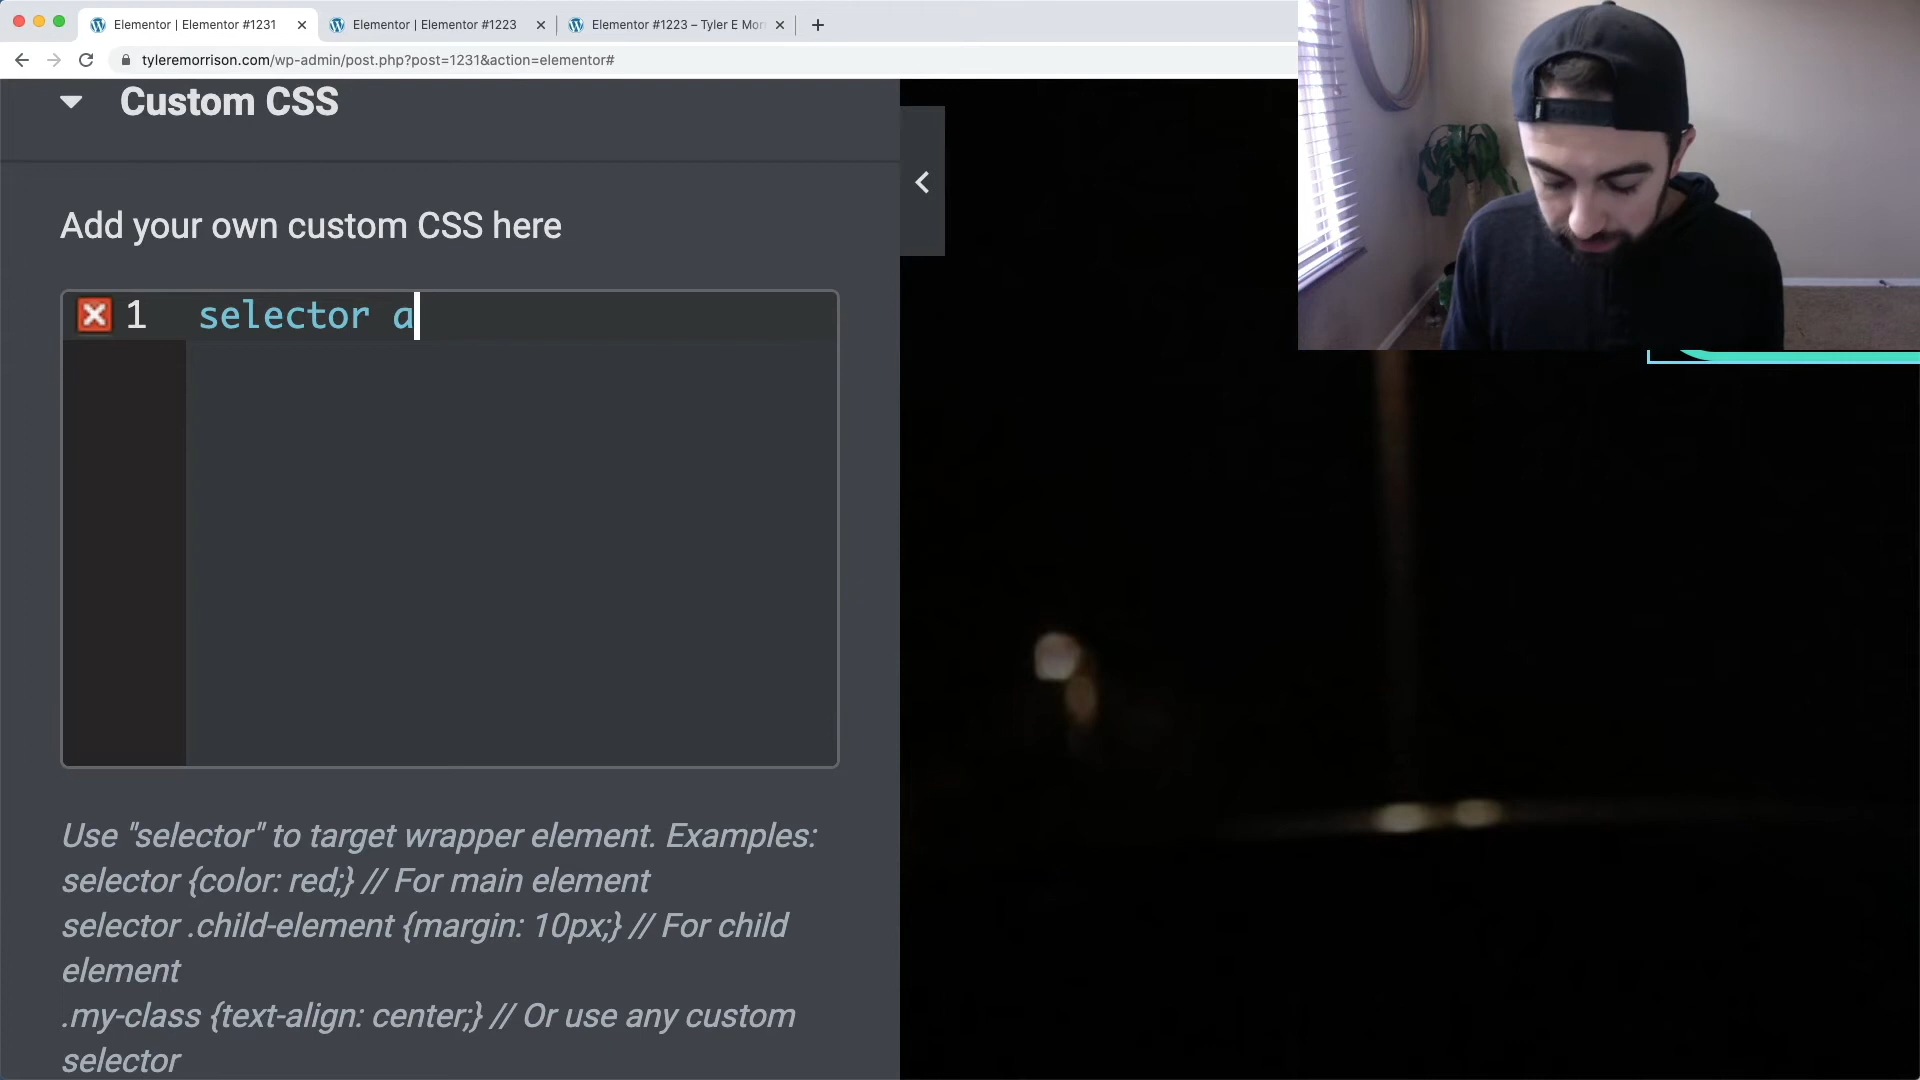 Elementor | Elementor #1231
Elementor | Elementor #1223
Elementor #1223 – Tyler E Mor
tyleremorrison.com/wp-admin/post.php?post=1231&action=elementor#
Custom CSS
Add your own custom CSS here
1 selector a
Use "selector" to target wrapper element. Examples:
selector {color: red;} // For main element
selector .child-element {margin: 10px;} // For child
element
.my-class {text-align: center;} // Or use any custom
selector